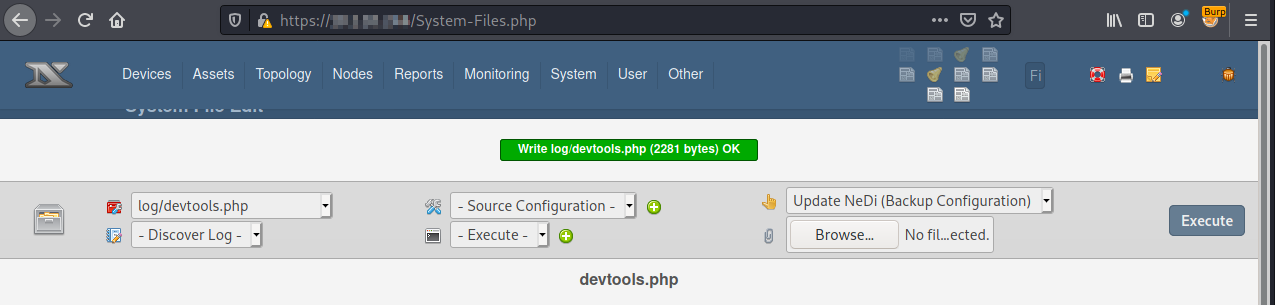 https:// /System-Files.php
Burp
Devices Assets Topology Nodes Reports Monitoring System User Other
Fi
System File Edit
Write log/devtools.php (2281 bytes) OK
log/devtools.php - Source Configuration - Update NeDi (Backup Configuration)
- Discover Log - - Execute - Browse... No fil...ected.
Execute
devtools.php